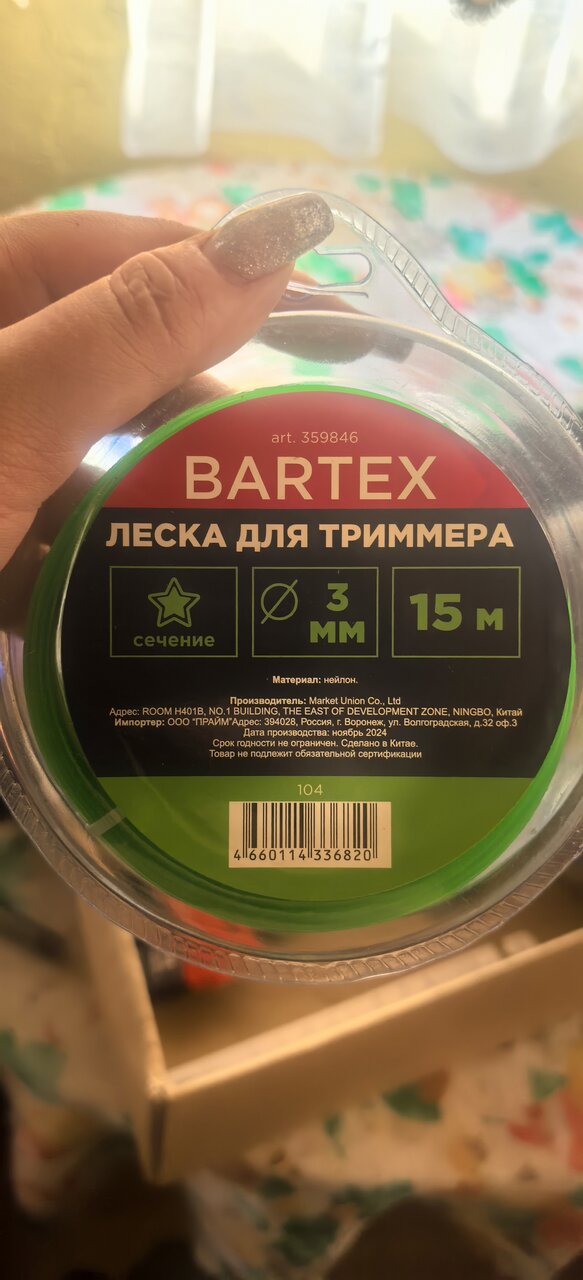 art. 359846
BARTEX
ЛЕСКА ДЛЯ ТРИММЕРА
сечение
3 мм
15 м
Материал: нейлон.
Производитель: Market Union Co., Ltd
Адрес: ROOM H401B, NO.1 BUILDING, THE EAST OF DEVELOPMENT ZONE, NINGBO, Китай
Импортер: ООО "ПРАЙМ"Адрес: 394028, Россия, г. Воронеж, ул. Волгоградская, д.32 оф.3
Дата производства: ноябрь 2024
Срок годности не ограничен. Сделано в Китае.
Товар не подлежит обязательной сертификации
104
4 660114 336820